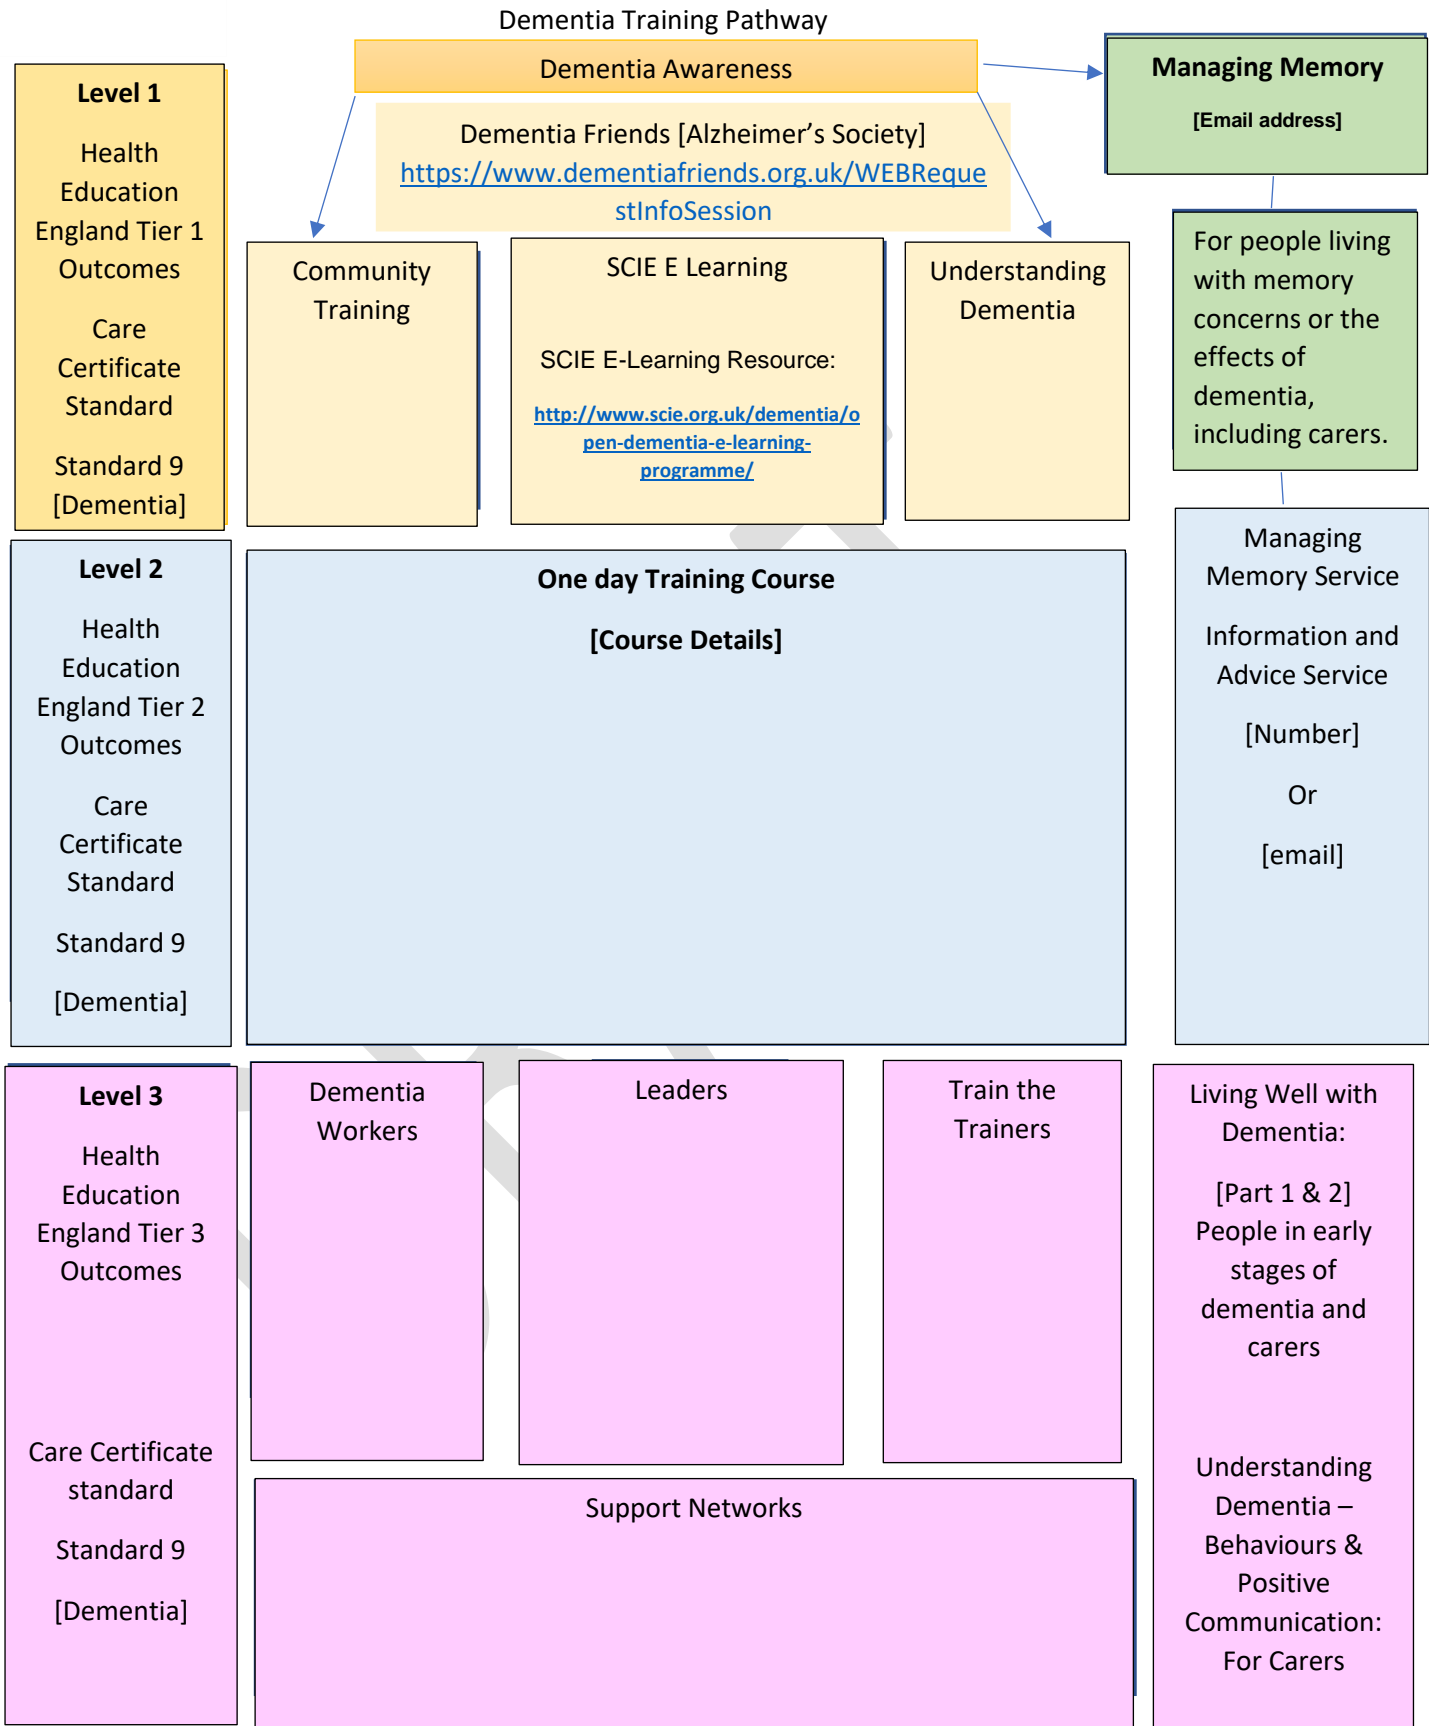 Dementia Training Pathway
Dementia Awareness
Managing Memory
[Email address]
Level 1
Health
Education
England Tier 1
Outcomes
Care
Certificate
Standard
Standard 9
[Dementia]
Dementia Friends [Alzheimer’s Society]
https://www.dementiafriends.org.uk/WEBReque
stInfoSession
Community
Training
SCIE E Learning
SCIE E-Learning Resource:
http://www.scie.org.uk/dementia/o
pen-dementia-e-learning-
programme/
Understanding
Dementia
For people living
with memory
concerns or the
effects of
dementia,
including carers.
Level 2
Health
Education
England Tier 2
Outcomes
Care
Certificate
Standard
Standard 9
[Dementia]
One day Training Course
[Course Details]
Managing
Memory Service
Information and
Advice Service
[Number]
Or
[email]
Level 3
Health
Education
England Tier 3
Outcomes
Care Certificate
standard
Standard 9
[Dementia]
Dementia
Workers
Leaders
Train the
Trainers
Support Networks
Living Well with
Dementia:
[Part 1 & 2]
People in early
stages of
dementia and
carers
Understanding
Dementia –
Behaviours &
Positive
Communication:
For Carers